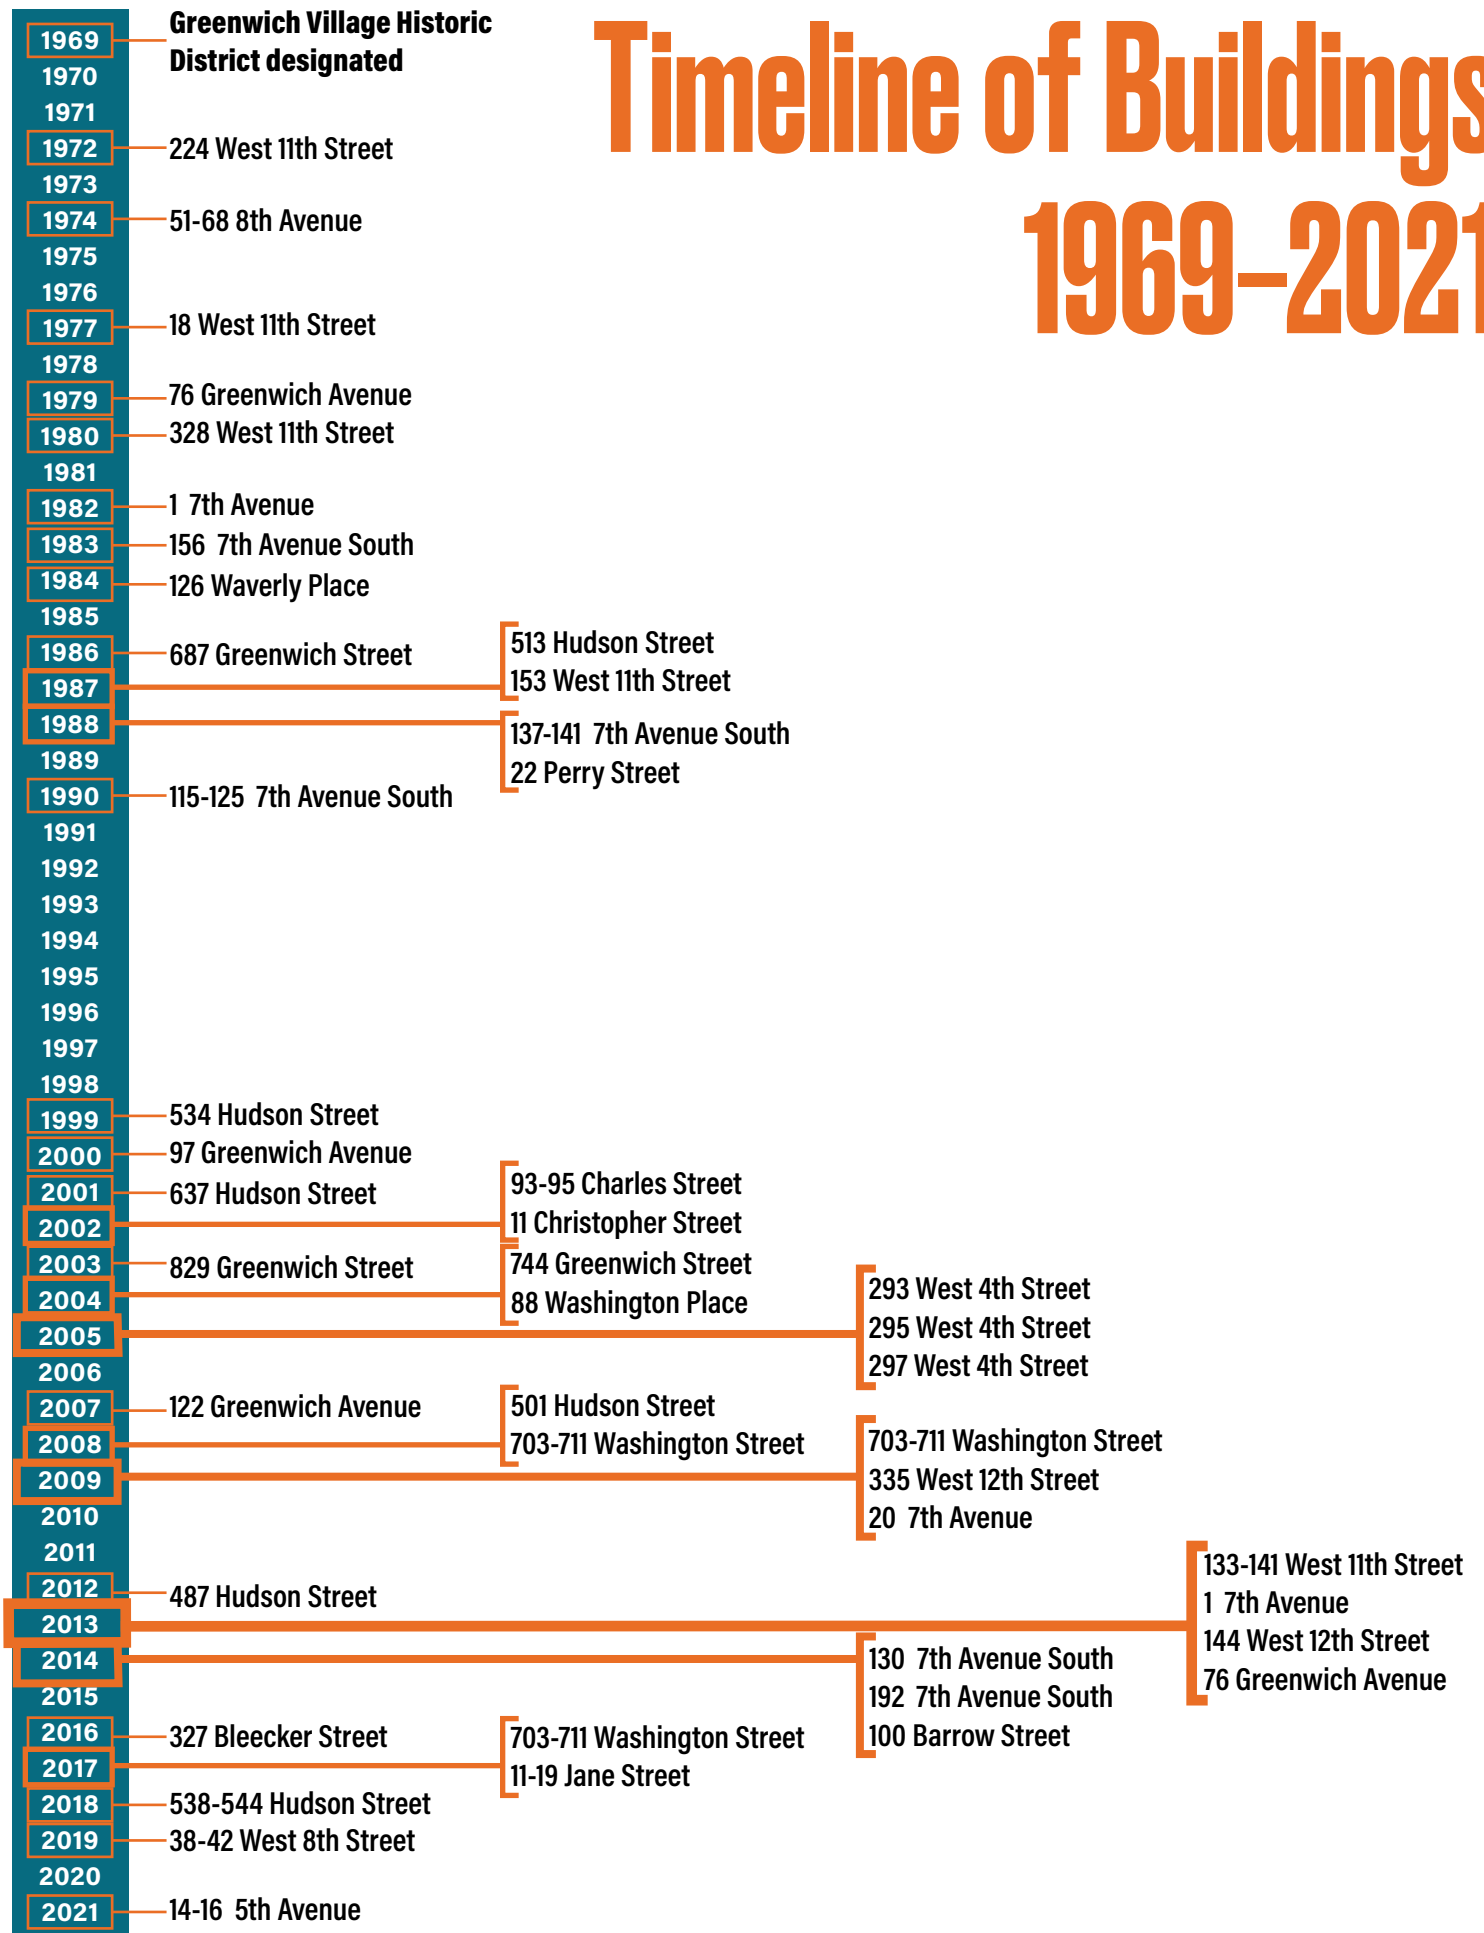 Timeline of Buildings
1969–2021
1969 Greenwich Village Historic
District designated
1970
1971
1972 224 West 11th Street
1973
1974 51-68 8th Avenue
1975
1976
1977 18 West 11th Street
1978
1979 76 Greenwich Avenue
1980 328 West 11th Street
1981
1982 1 7th Avenue
1983 156 7th Avenue South
1984 126 Waverly Place
1985
1986 687 Greenwich Street
1987 513 Hudson Street
153 West 11th Street
1988 137-141 7th Avenue South
22 Perry Street
1989
1990 115-125 7th Avenue South
1991
1992
1993
1994
1995
1996
1997
1998
1999 534 Hudson Street
2000 97 Greenwich Avenue
2001 637 Hudson Street
2002 93-95 Charles Street
11 Christopher Street
2003 829 Greenwich Street
2004 744 Greenwich Street
88 Washington Place
2005 293 West 4th Street
295 West 4th Street
297 West 4th Street
2006
2007 122 Greenwich Avenue
2008 501 Hudson Street
703-711 Washington Street
2009 703-711 Washington Street
335 West 12th Street
20 7th Avenue
2010
2011
2012 487 Hudson Street
2013 133-141 West 11th Street
1 7th Avenue
144 West 12th Street
76 Greenwich Avenue
2014 130 7th Avenue South
192 7th Avenue South
100 Barrow Street
2015
2016 327 Bleecker Street
2017 703-711 Washington Street
11-19 Jane Street
2018 538-544 Hudson Street
2019 38-42 West 8th Street
2020
2021 14-16 5th Avenue